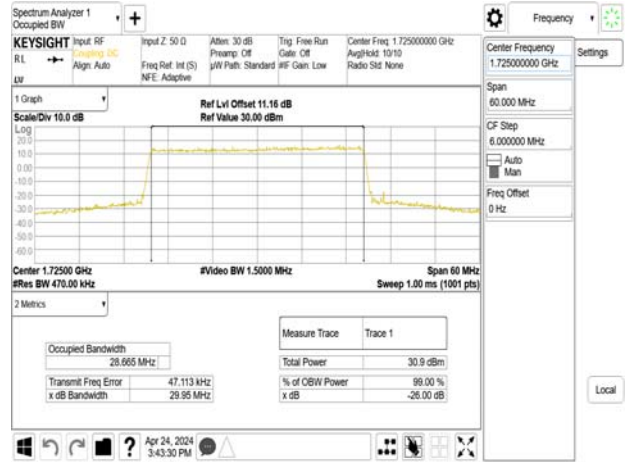 Spectrum Analyzer 1
Occupied BW
+
Frequency
KEYSIGHT
RL
Input: RF
Coupling: DC
Align: Auto
Input Z: 50 Ω
Freq Ref: Int (S)
NFE: Adaptive
Atten: 30 dB
Preamp: Off
µW Path: Standard
Trig: Free Run
Gate: Off
#IF Gain: Low
Center Freq: 1.725000000 GHz
Avg|Hold: 10/10
Radio Std: None
Center Frequency
1.725000000 GHz
Settings
Span
60.000 MHz
CF Step
6.000000 MHz
Auto
Man
Freq Offset
0 Hz
Local
1 Graph
Scale/Div 10.0 dB
Ref Lvl Offset 11.16 dB
Ref Value 30.00 dBm
Log
20.0
10.0
0.00
-10.0
-20.0
-30.0
-40.0
-50.0
-60.0
Center 1.72500 GHz
#Video BW 1.5000 MHz
Span 60 MHz
#Res BW 470.00 kHz
Sweep 1.00 ms (1001 pts)
2 Metrics
Measure Trace
Trace 1
Occupied Bandwidth
28.665 MHz
Total Power
30.9 dBm
Transmit Freq Error
47.113 kHz
% of OBW Power
99.00 %
x dB Bandwidth
29.95 MHz
x dB
-26.00 dB
?
Apr 24, 2024
3:43:30 PM